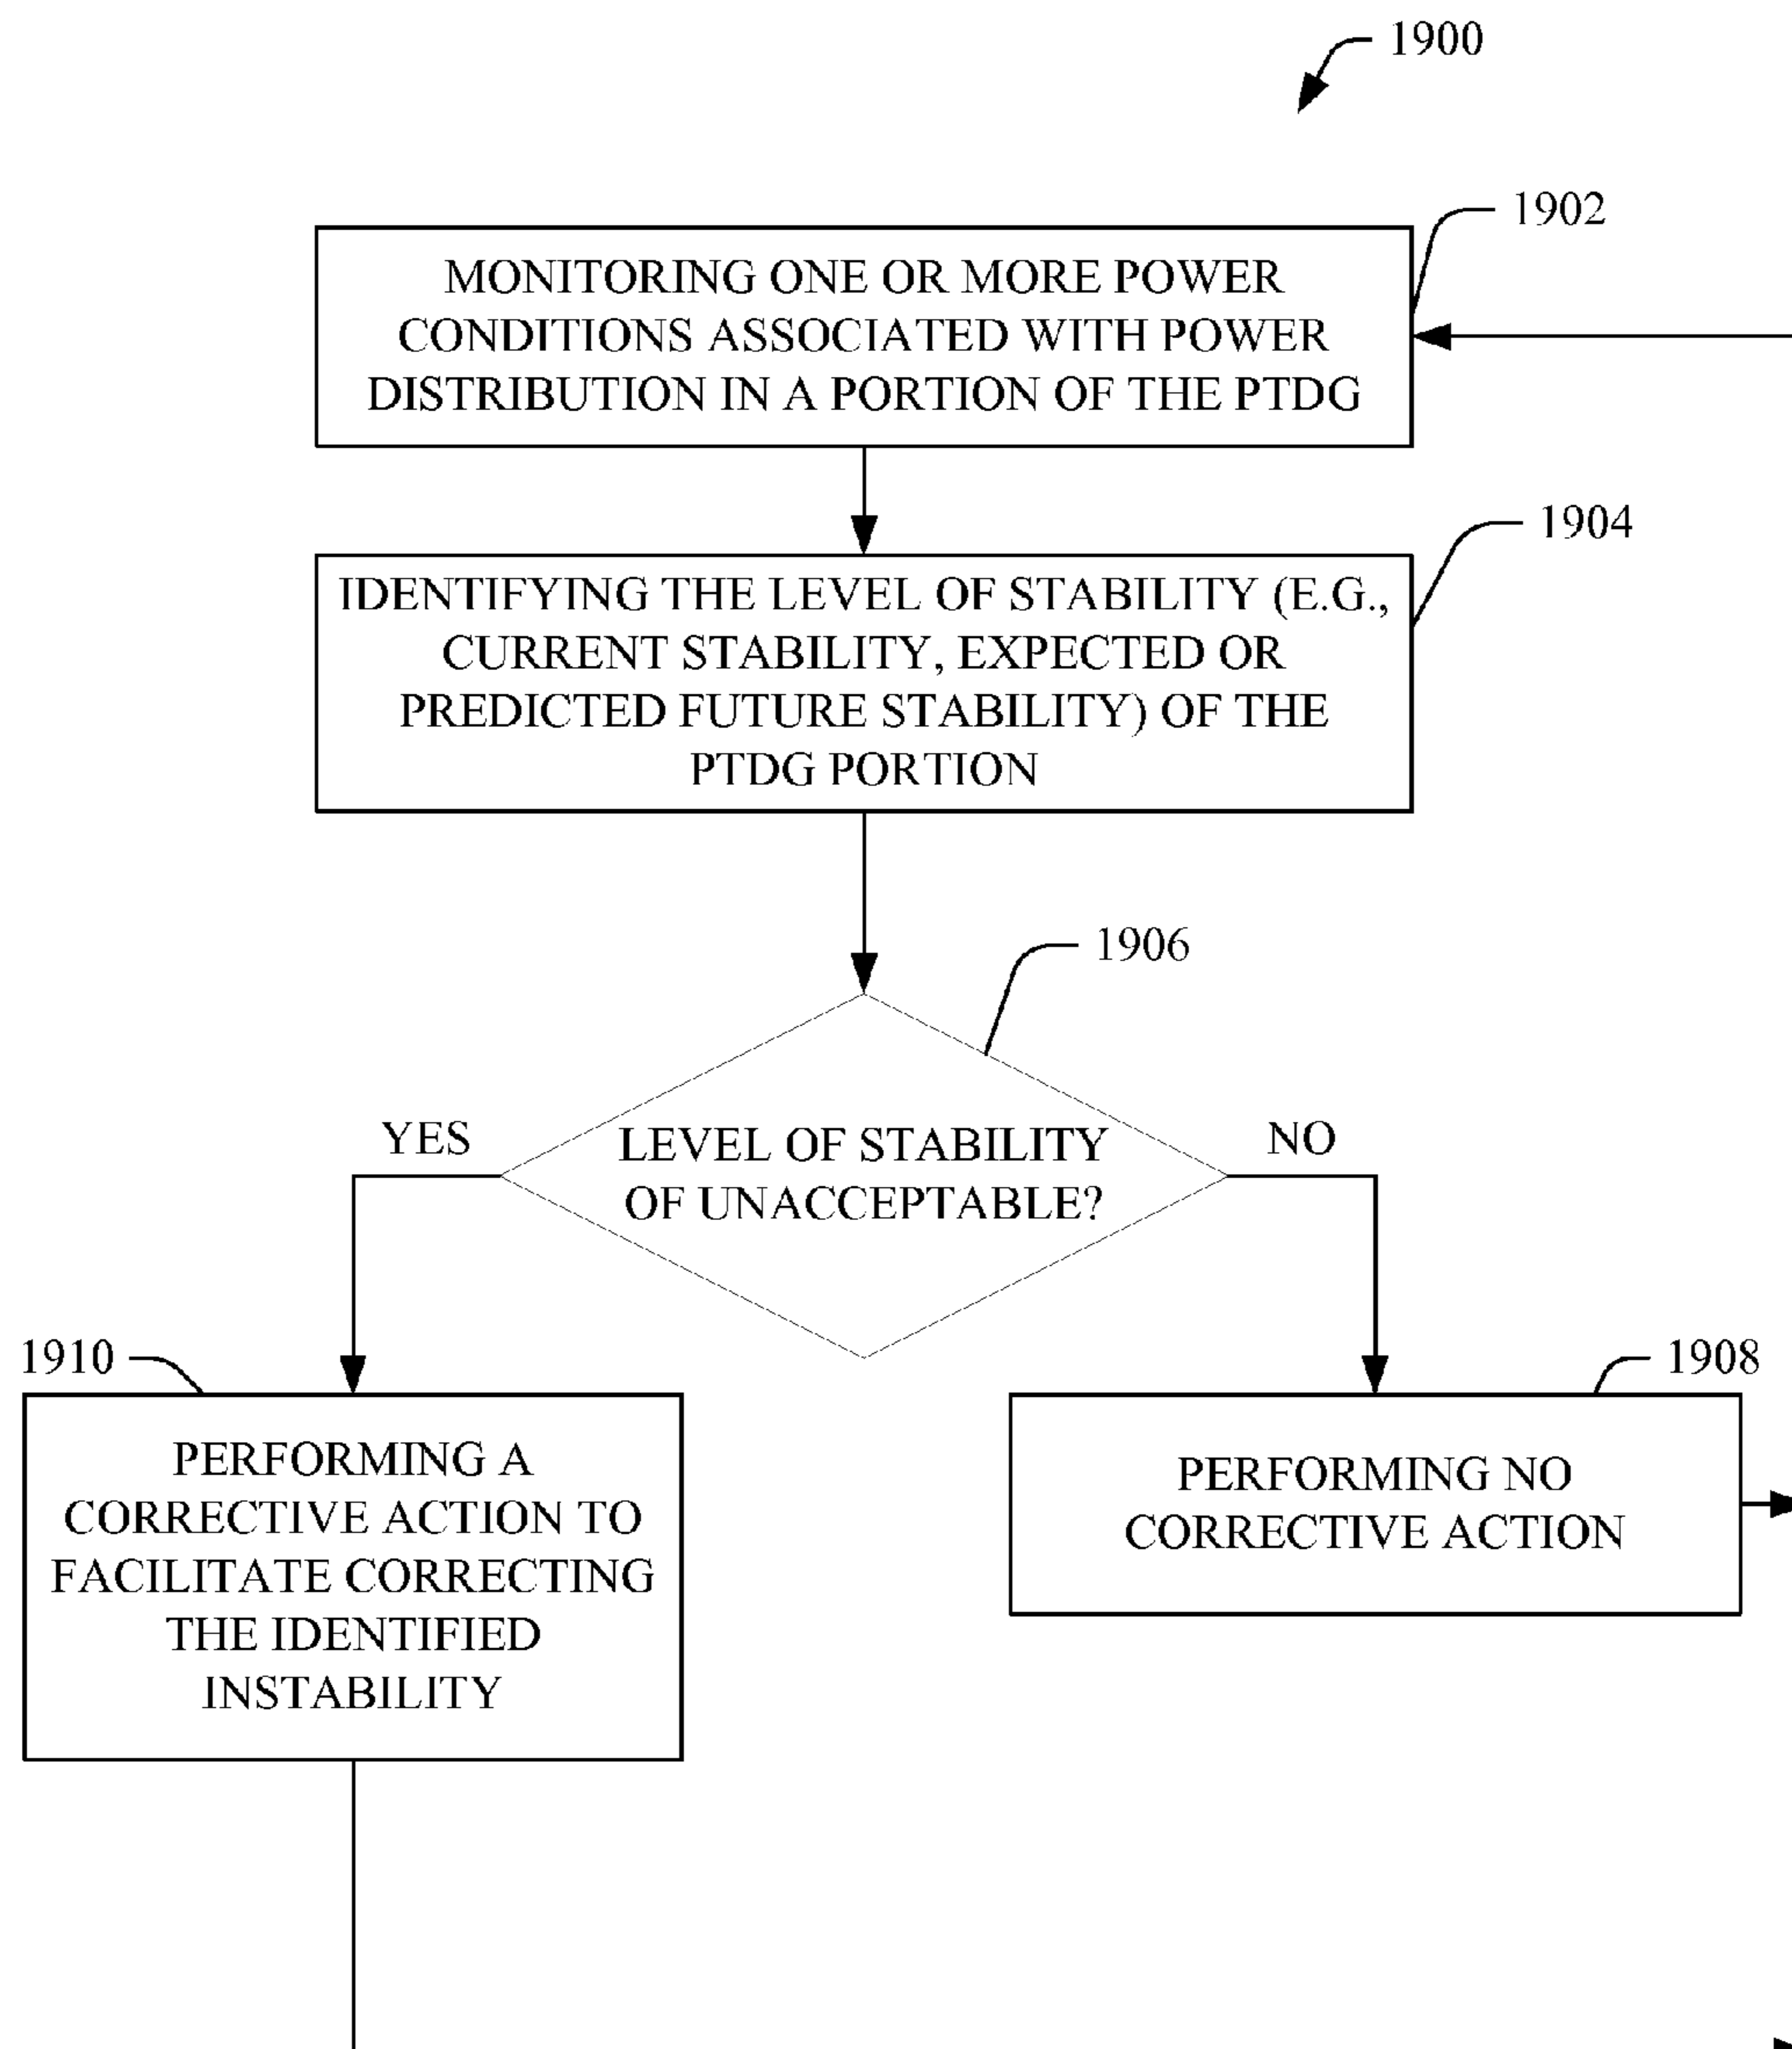 1900
1902
MONITORING ONE OR MORE POWER
CONDITIONS ASSOCIATED WITH POWER
DISTRIBUTION IN A PORTION OF THE PTDG
1904
IDENTIFYING THE LEVEL OF STABILITY (E.G.,
CURRENT STABILITY, EXPECTED OR
PREDICTED FUTURE STABILITY) OF THE
PTDG PORTION
1906
YES
LEVEL OF STABILITY
OF UNACCEPTABLE?
NO
1910
1908
PERFORMING A
CORRECTIVE ACTION TO
FACILITATE CORRECTING
THE IDENTIFIED
INSTABILITY
PERFORMING NO
CORRECTIVE ACTION